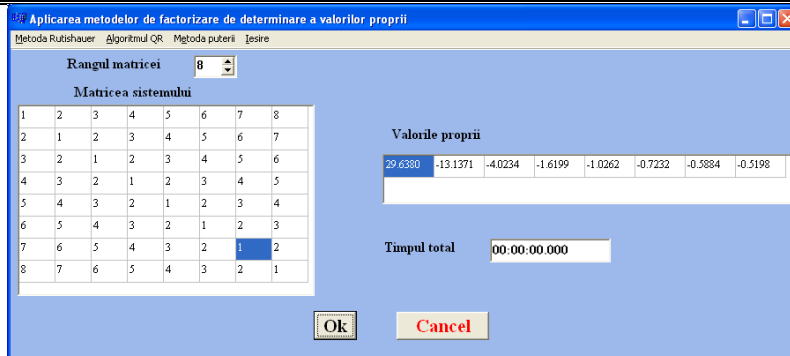 Aplicarea metodelor de factorizare de determinare a valorilor proprii
Metoda Rutishauer Algoritmul QR Metoda puterii Iesire
Rangul matricei 8
Matricea sistemului
1 2 3 4 5 6 7 8
2 1 2 3 4 5 6 7
3 2 1 2 3 4 5 6
4 3 2 1 2 3 4 5
5 4 3 2 1 2 3 4
6 5 4 3 2 1 2 3
7 6 5 4 3 2 1 2
8 7 6 5 4 3 2 1
Valorile proprii
29.6380 -13.1371 -4.0234 -1.6199 -1.0262 -0.7232 -0.5884 -0.5198
Timpul total 00:00:00.000
Ok Cancel